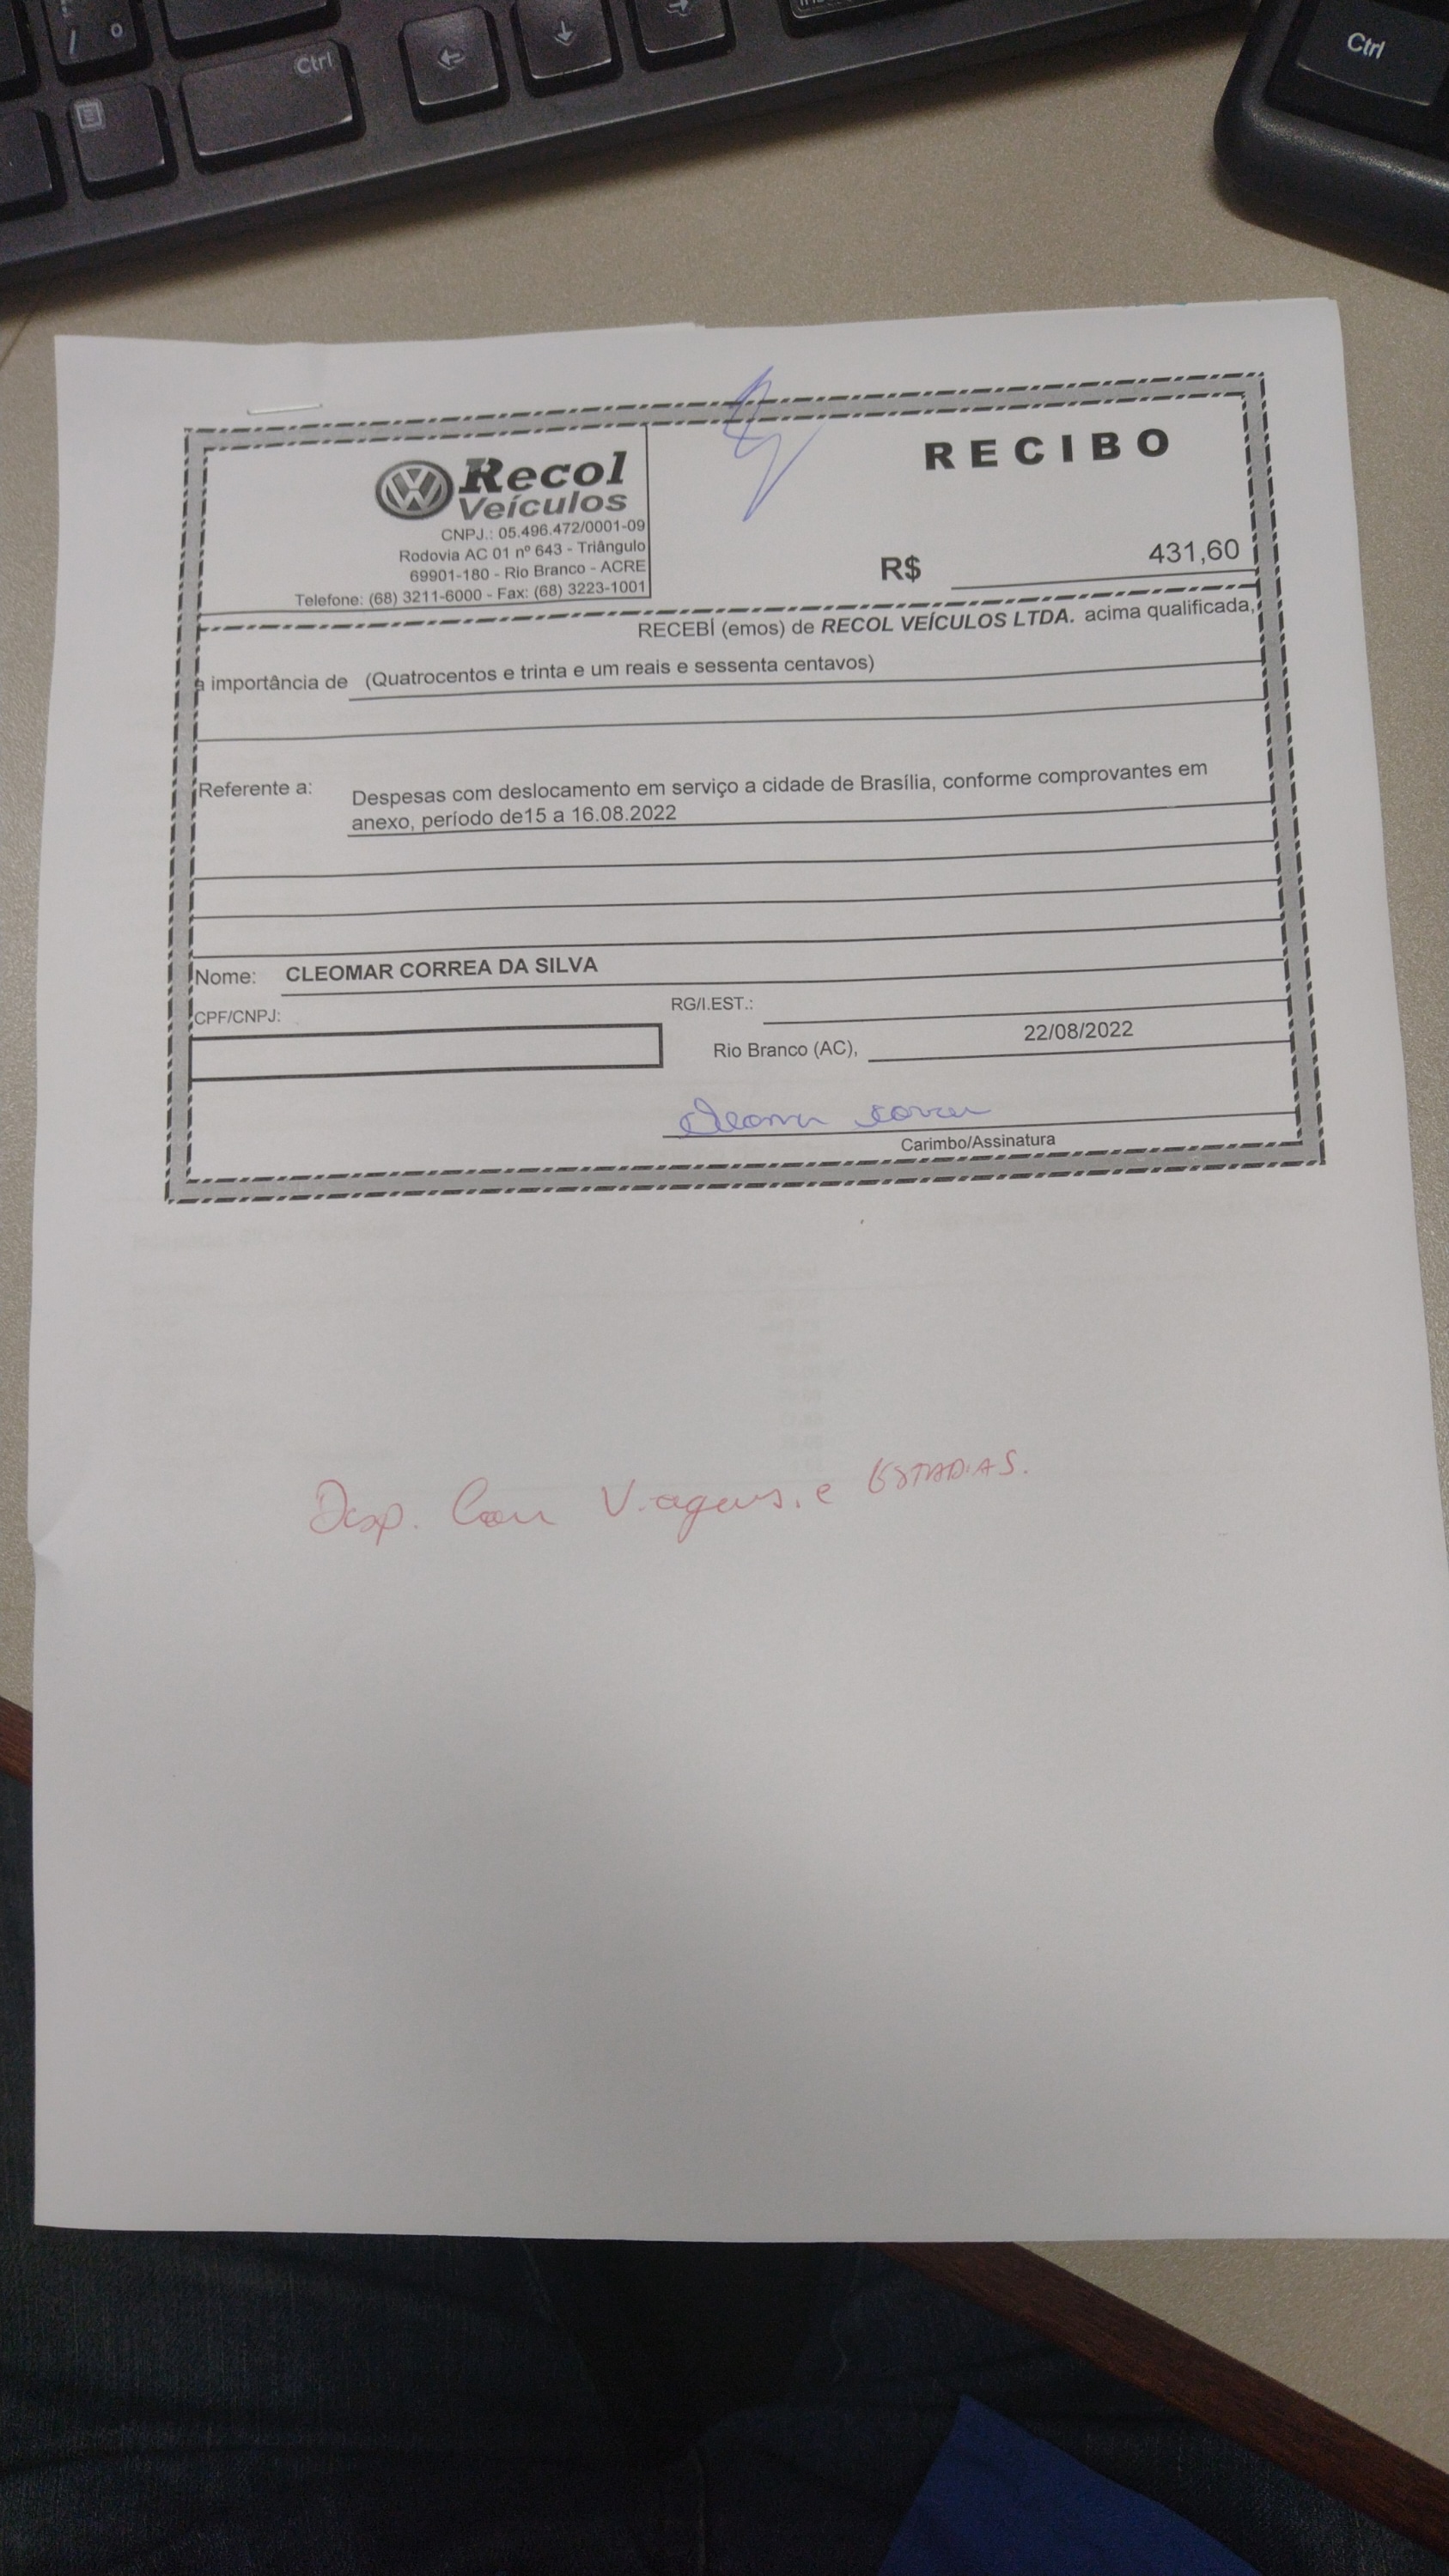 Ctrl
Ctrl
Recol
Veículos
CNPJ.: 05.496.472/0001-09
Rodovia AC 01 nº 643 - Triângulo
69901-180 - Rio Branco - ACRE
Telefone: (68) 3211-6000 - Fax: (68) 3223-1001
RECIBO
R$ 431,60
RECEBÍ (emos) de RECOL VEÍCULOS LTDA. acima qualificada,
a importância de (Quatrocentos e trinta e um reais e sessenta centavos)
Referente a: Despesas com deslocamento em serviço a cidade de Brasília, conforme comprovantes em
anexo, período de15 a 16.08.2022
Nome: CLEOMAR CORREA DA SILVA
CPF/CNPJ:
RG/I.EST.:
Rio Branco (AC), 22/08/2022
Cleomar Correa
Carimbo/Assinatura
Desp. Com Viagens. e ESTADIAS.